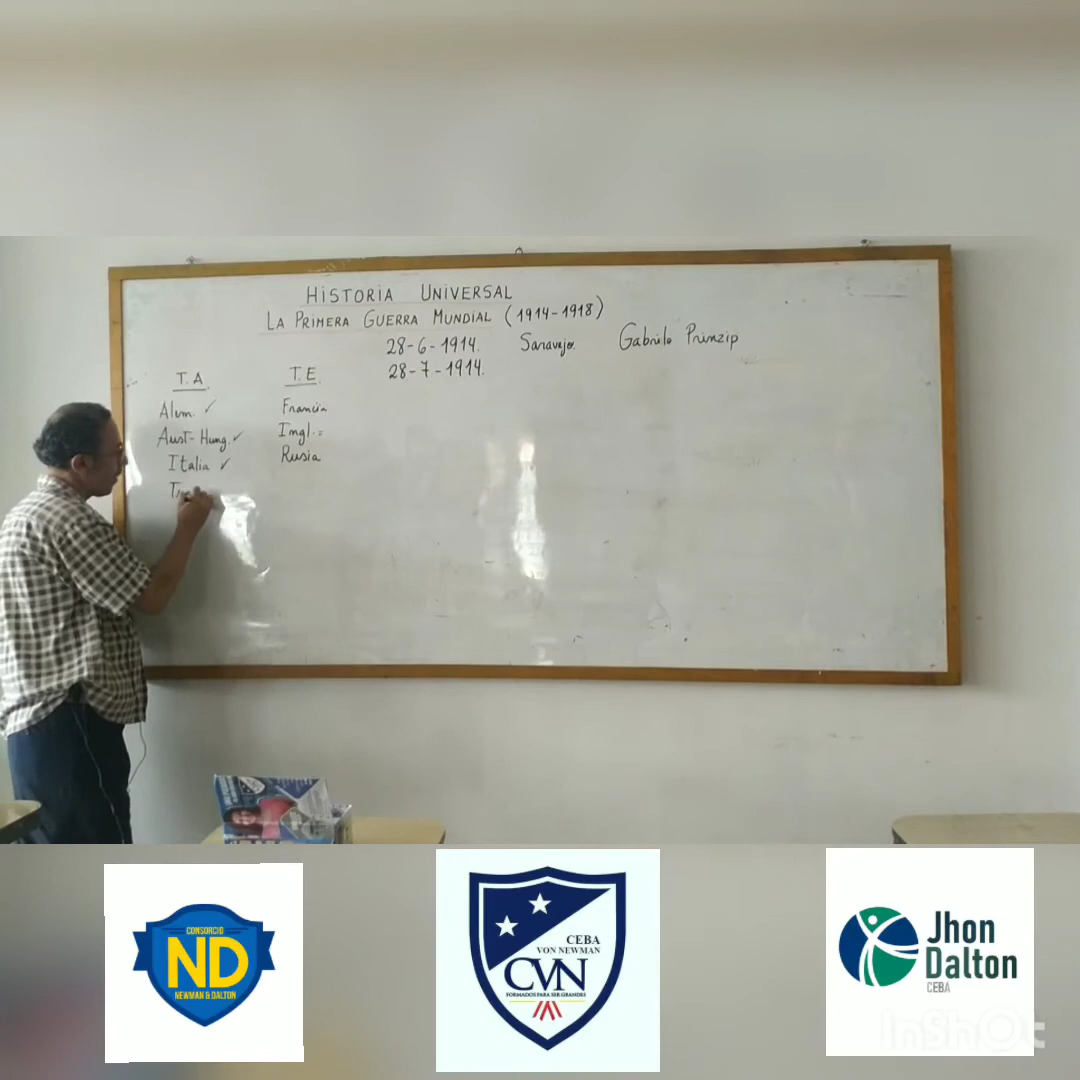 HISTORIA UNIVERSAL
LA PRIMERA GUERRA MUNDIAL (1914-1918)
28-6-1914. Saravejo. Gabrielo Prinzip
28-7-1914.
T.A
Alem. ✓
Aust-Hung. ✓
Italia ✓
T.E
Francia
Ingl.=
Rusia
CONSORCIO
ND
NEWMAN & DALTON
CEBA
VON NEWMAN
CVN
FORMADOS PARA SER GRANDES
Jhon
Dalton
CEBA
InShOt